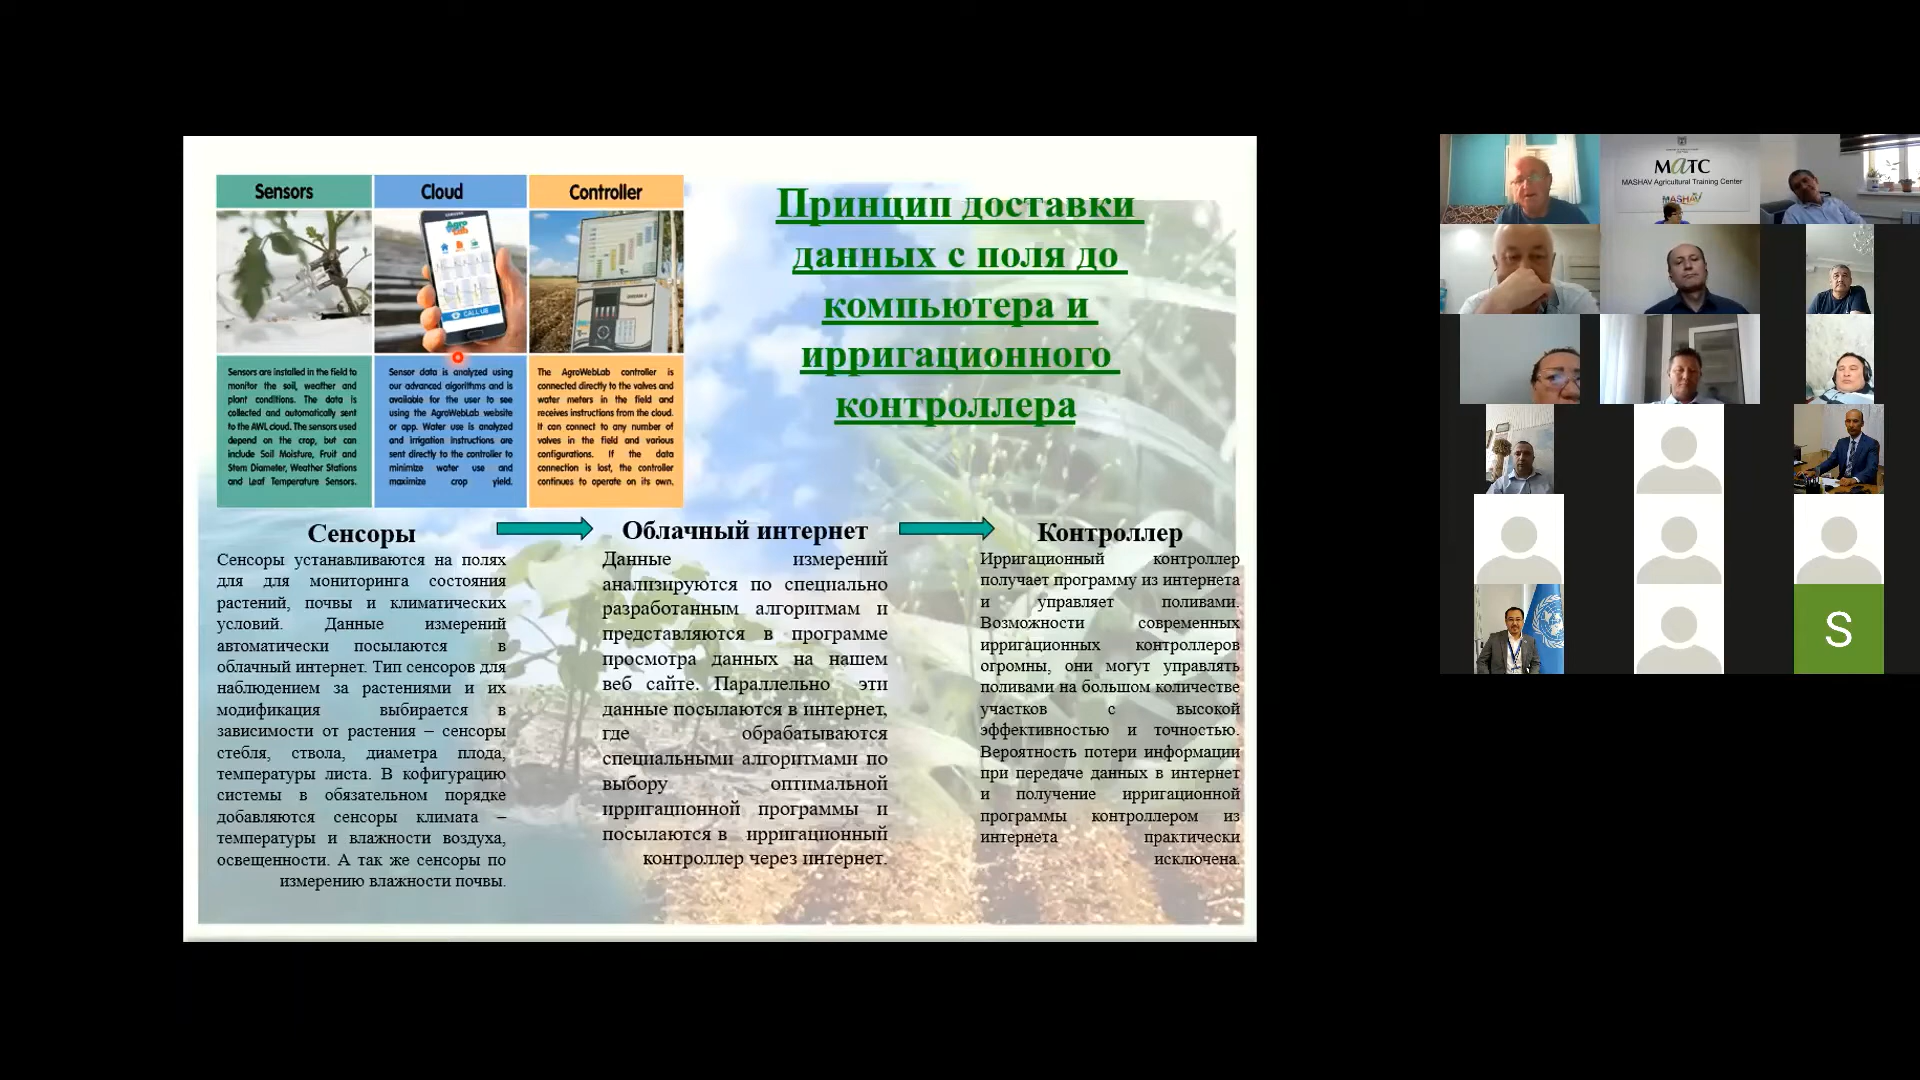 Sensors
Cloud
Controller
CALL US
Sensors are installed in the field to
monitor the soil, weather and
plant conditions. The data is
collected and automatically sent
to the AWL cloud. The sensors used
depend on the crop, but can
include Soil Moisture, Fruit and
Stem Diameter, Weather Stations
and Leaf Temperature Sensors.
Sensor data is analyzed using
our advanced algorithms and is
available for the user to see
using the AgroWebLab website
or app. Water use is analyzed
and irrigation instructions are
sent directly to the controller to
minimize water use and
maximize crop yield.
The AgroWebLab controller is
connected directly to the valves and
water meters in the field and
receives instructions from the cloud.
It can connect to any number of
valves in the field and various
configurations. If the data
connection is lost, the controller
continues to operate on its own.
Принцип доставки
данных с поля до
компьютера и
ирригационного
контроллера
Сенсоры
Сенсоры устанавливаются на полях
для для мониторинга состояния
растений, почвы и климатических
условий. Данные измерений
автоматически посылаются в
облачный интернет. Тип сенсоров для
наблюдением за растениями и их
модификация выбирается в
зависимости от растения – сенсоры
стебля, ствола, диаметра плода,
температуры листа. В кофигурацию
системы в обязательном порядке
добавляются сенсоры климата –
температуры и влажности воздуха,
освещенности. А так же сенсоры по
измерению влажности почвы.
Облачный интернет
Данные измерений
анализируются по специально
разработанным алгоритмам и
представляются в программе
просмотра данных на нашем
веб сайте. Параллельно эти
данные посылаются в интернет,
где обрабатываются
специальными алгоритмами по
выбору оптимальной
ирригационной программы и
посылаются в ирригационный
контроллер через интернет.
Контроллер
Ирригационный контроллер
получает программу из интернета
и управляет поливами.
Возможности современных
ирригационных контроллеров
огромны, они могут управлять
поливами на большом количестве
участков с высокой
эффективностью и точностью.
Вероятность потери информации
при передаче данных в интернет
и получение ирригационной
программы контроллером из
интернета практически
исключена.
MATC
MASHAV Agricultural Training Center
MASHAV
S